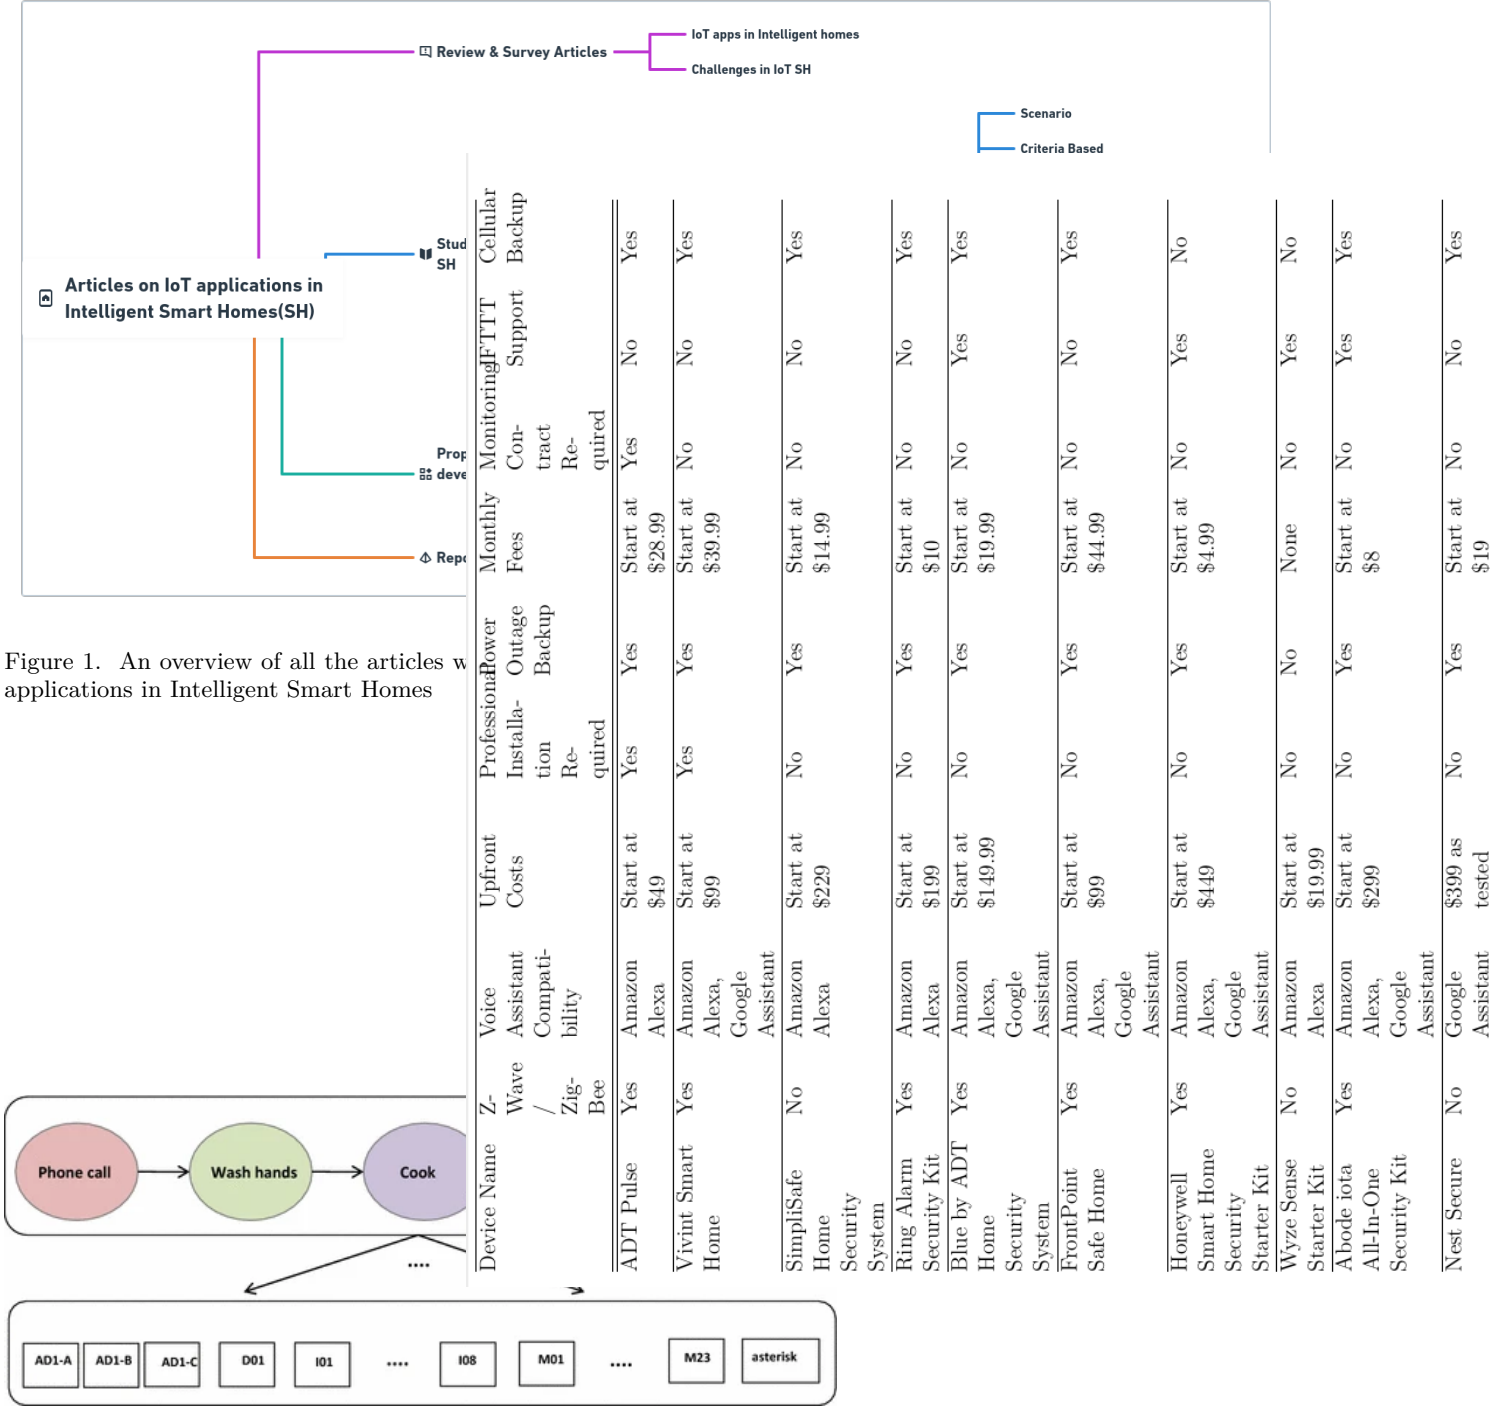 Review & Survey Articles
IoT apps in Intelligent homes
Challenges in IoT SH
Scenario
Criteria Based
SH
Articles on IoT applications in
Intelligent Smart Homes(SH)
Figure 1. An overview of all the articles
applications in Intelligent Smart Homes
Device Name
Z-
Wave
/
Zig-
Bee
Voice
Assistant
Compati-
bility
Upfront
Costs
Professional
Installa-
tion
Re-
quired
Power
Outage
Backup
Monthly
Fees
Monitoring
Con-
tract
Re-
quired
IFTTT
Support
Cellular
Backup
ADT Pulse Yes Amazon Start at Yes Yes Start at Yes No Yes
Alexa $49 $28.99
Vivint Smart Yes Amazon Start at Yes Yes Start at No No Yes
Home Alexa, $99 $39.99
Google
Assistant
SimpliSafe No Amazon Start at No Yes Start at No No Yes
Home Alexa $229 $14.99
Security
System
Ring Alarm Yes Amazon Start at No Yes Start at No No Yes
Security Kit Alexa $199 $10
Blue by ADT Yes Amazon Start at No Yes Start at No Yes Yes
Home Alexa, $149.99 $19.99
Security Google
System Assistant
FrontPoint Yes Amazon Start at No Yes Start at No No Yes
Safe Home Alexa, $99 $44.99
Google
Assistant
Honeywell Yes Amazon Start at No Yes Start at No Yes No
Smart Home Alexa, $449 $4.99
Security Google
Starter Kit Assistant
Wyze Sense No Amazon Start at No No None No Yes No
Starter Kit Alexa $19.99
Abode iota Yes Amazon Start at No Yes Start at No Yes Yes
All-In-One Alexa, $299 $8
Security Kit Google
Assistant
Nest Secure No Google $399 as No Yes Start at No No Yes
Assistant tested $19
Phone call
Wash hands
Cook
....
AD1-A AD1-B AD1-C D01 I01 .... I08 M01 .... M23 asterisk